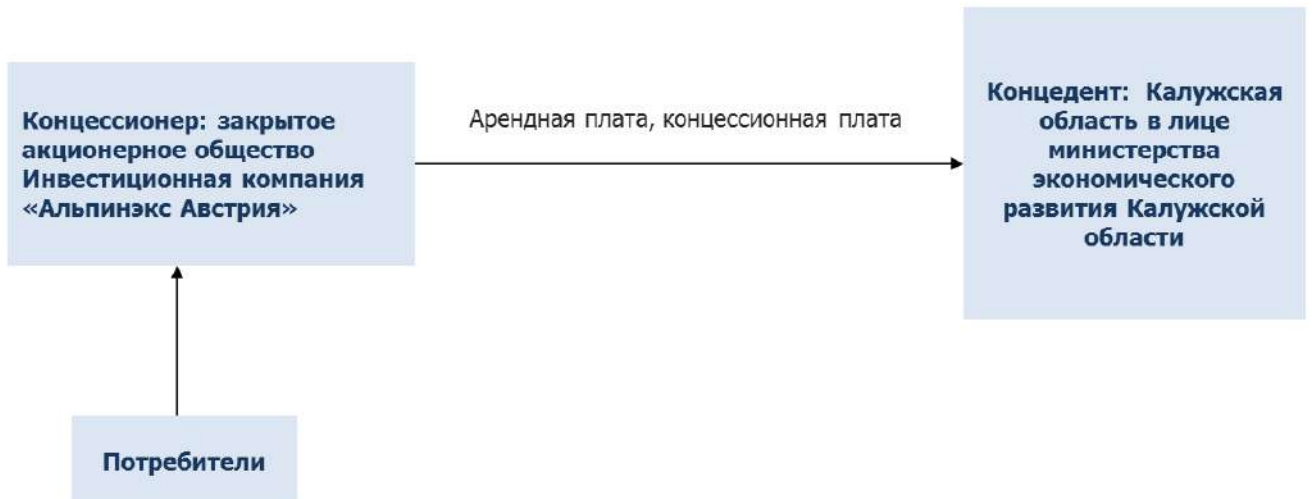 Концессионер: закрытое
акционерное общество
Инвестиционная компания
«Альпинэкс Австрия»
Арендная плата, концессионная плата
Концедент: Калужская
область в лице
министерства
экономического
развития Калужской
области
Потребители